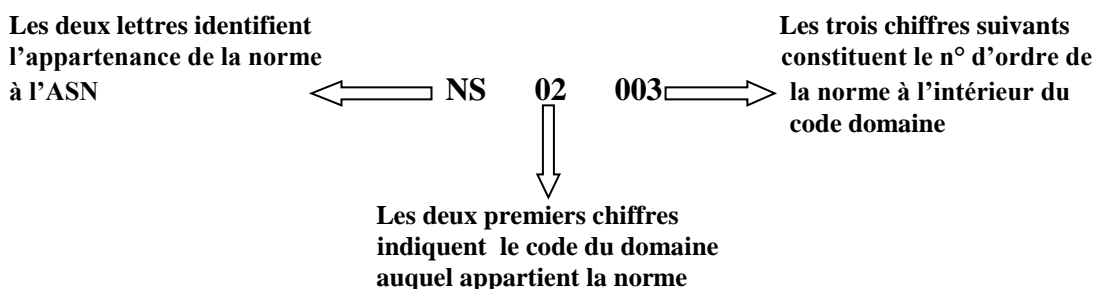 Les deux lettres identifient
l’appartenance de la norme
à l’ASN
NS 02 003
Les trois chiffres suivants
constituent le n° d’ordre de
la norme à l’intérieur du
code domaine
Les deux premiers chiffres
indiquent le code du domaine
auquel appartient la norme